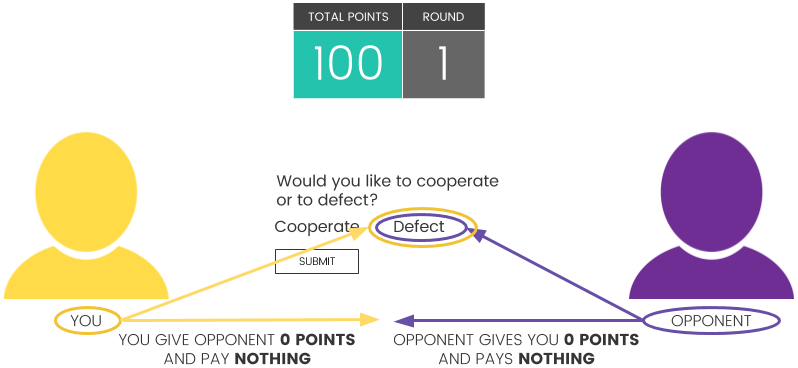 TOTAL POINTS ROUND
100 1
Would you like to cooperate
or to defect?
Cooperate Defect
SUBMIT
YOU OPPONENT
YOU GIVE OPPONENT 0 POINTS
AND PAY NOTHING
OPPONENT GIVES YOU 0 POINTS
AND PAYS NOTHING